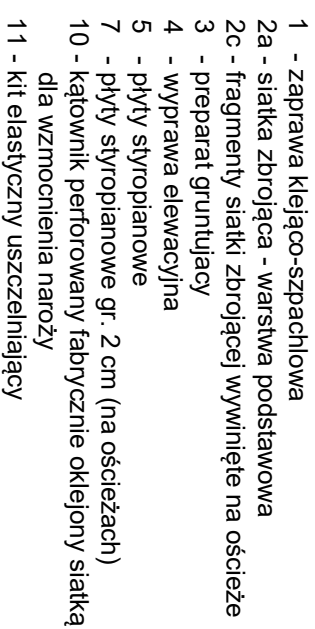 1 - zaprawa klejąco-szpachlowa
2a - siatka zbrojąca - warstwa podstawowa
2c - fragmenty siatki zbrojącej wywinięte na ościeże
3 - preparat gruntujacy
4 - wyprawa elewacyjna
5 - płyty styropianowe
7 - płyty styropianowe gr. 2 cm (na ościeżach)
10 - kątownik perforowany fabrycznie oklejony siatką
dla wzmocnienia naroży
11 - kit elastyczny uszczelniający